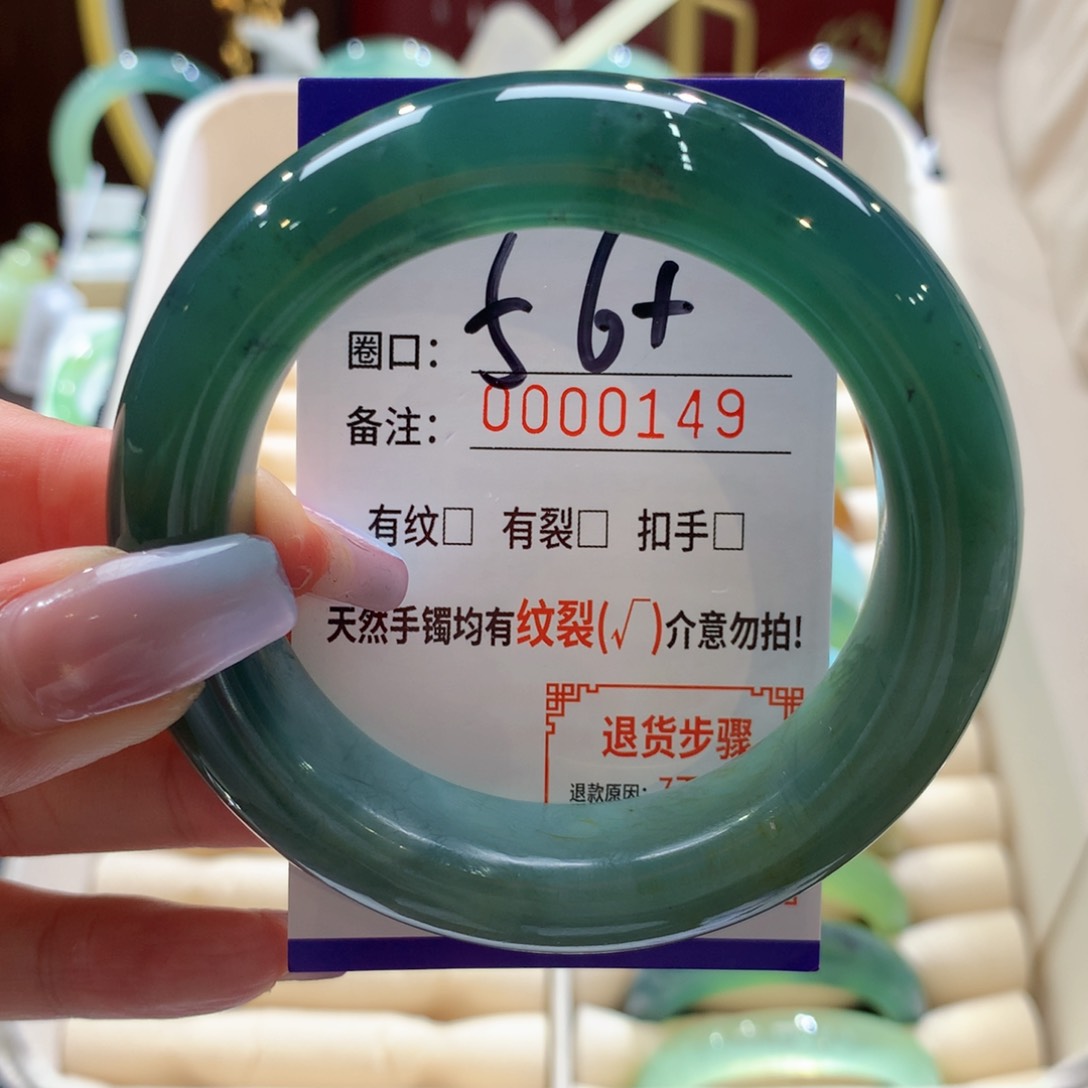 圈口: 56+
备注: 0000149
有纹□ 有裂□ 扣手□
天然手镯均有纹裂(√)介意勿拍!
退货步骤
退款原因: